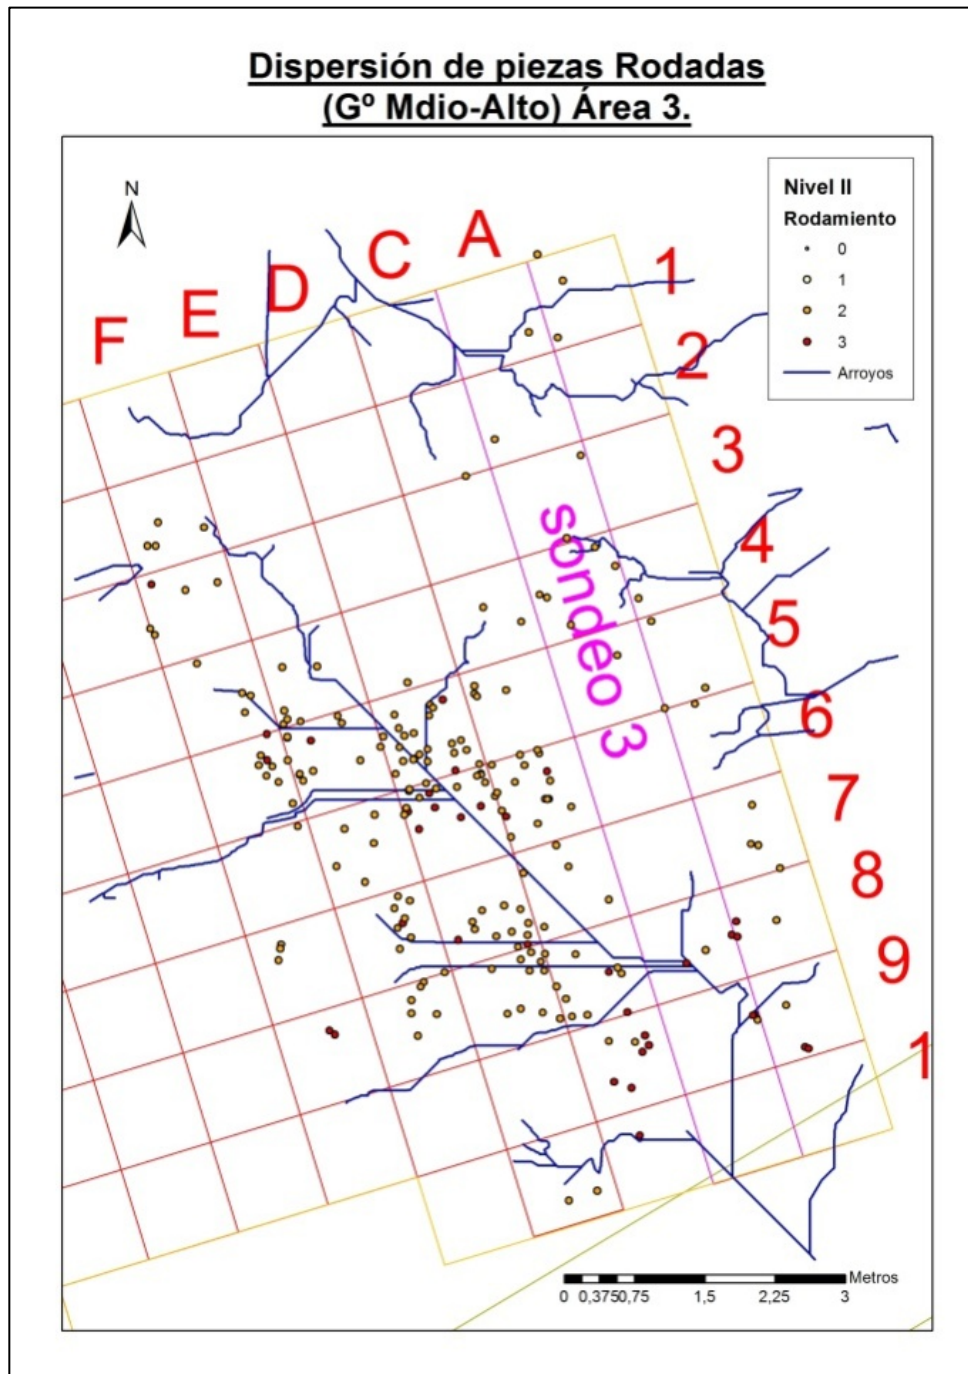 Dispersión de piezas Rodadas
(Gº Mdio-Alto) Área 3.
N
Nivel II
Rodamiento
0
1
2
3
Arroyos
F E D C A
1
2
3
4
5
6
7
8
9
1
sondeo 3
Metros
0 0,375 0,75 1,5 2,25 3